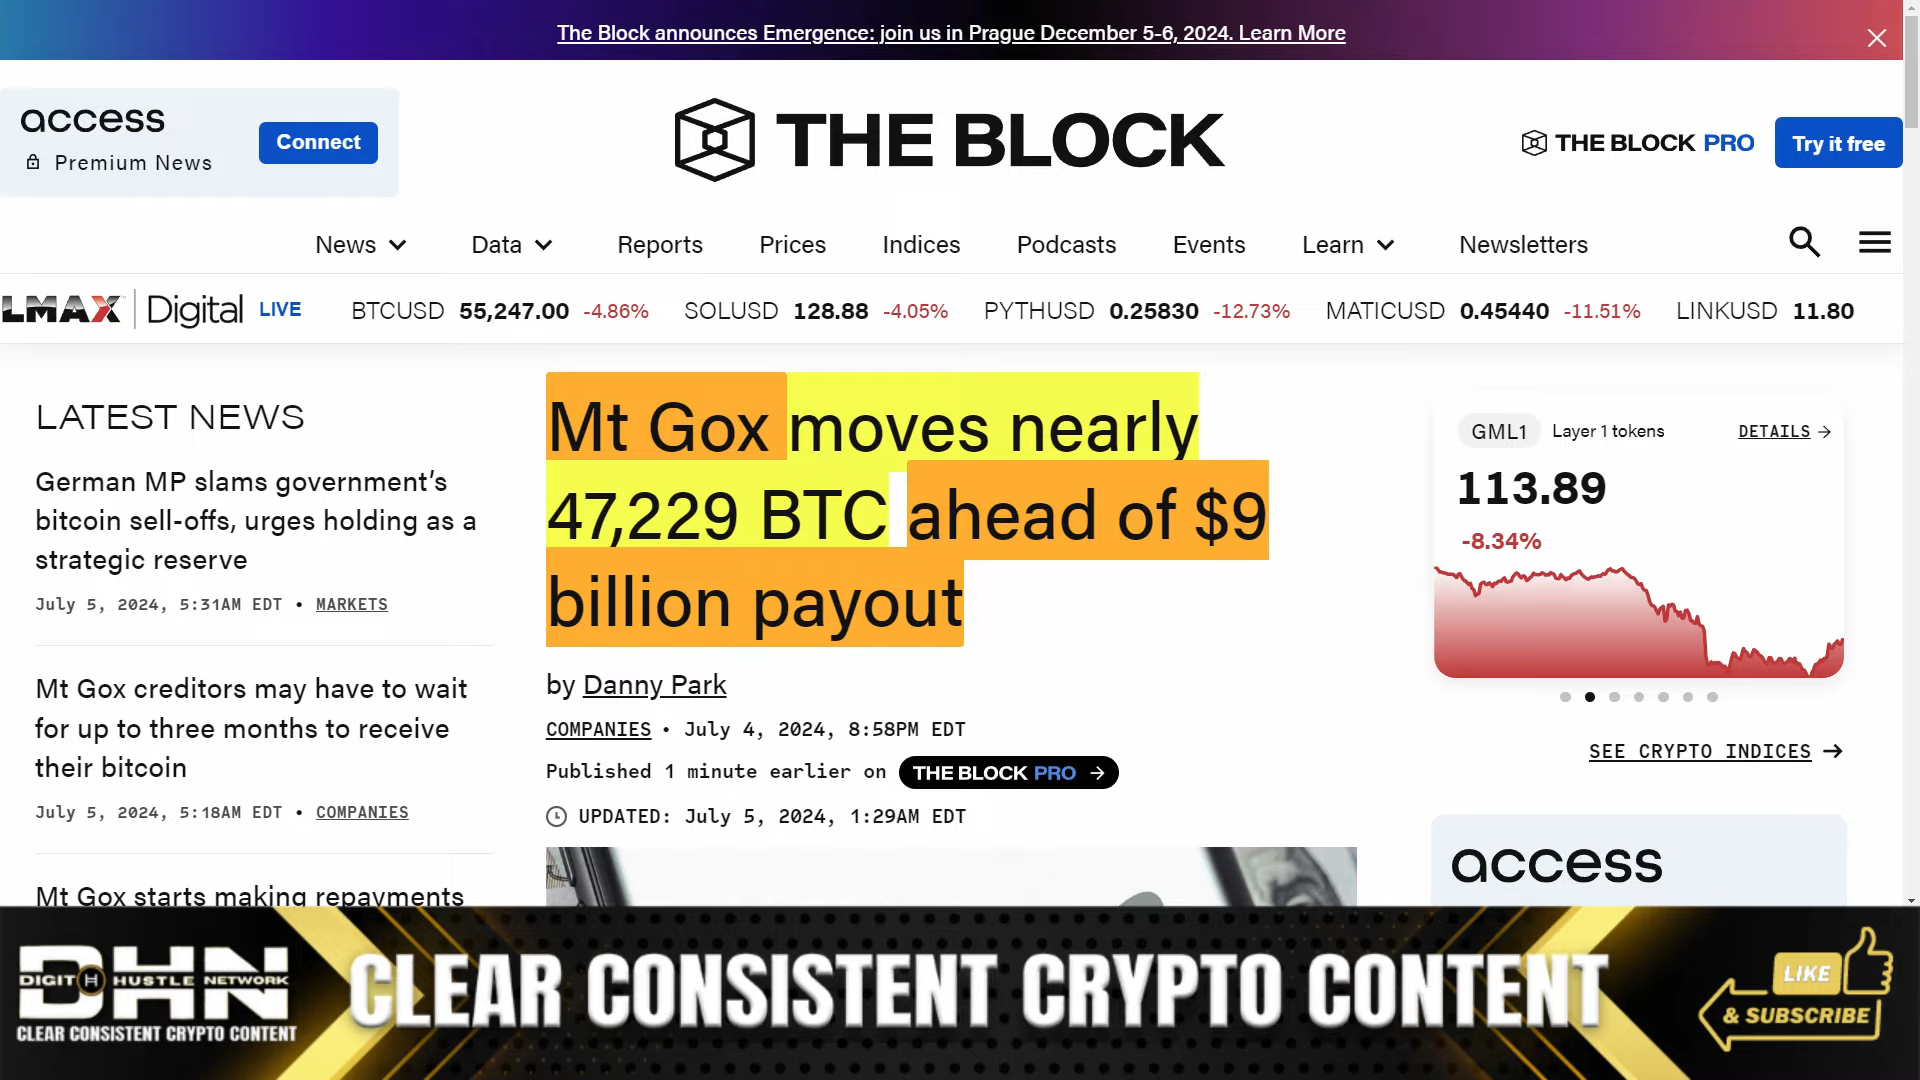 The Block announces Emergence: join us in Prague December 5-6, 2024. Learn More
access
Premium News
Connect
THE BLOCK
THE BLOCK PRO
Try it free
News
Data
Reports
Prices
Indices
Podcasts
Events
Learn
Newsletters
LMAX Digital LIVE
BTCUSD 55,247.00 -4.86%
SOLUSD 128.88 -4.05%
PYTHUSD 0.25830 -12.73%
MATICUSD 0.45440 -11.51%
LINKUSD 11.80
LATEST NEWS
German MP slams government’s
bitcoin sell-offs, urges holding as a
strategic reserve
July 5, 2024, 5:31AM EDT • MARKETS
Mt Gox creditors may have to wait
for up to three months to receive
their bitcoin
July 5, 2024, 5:18AM EDT • COMPANIES
Mt Gox starts making repayments
Mt Gox moves nearly
47,229 BTC ahead of $9
billion payout
by Danny Park
COMPANIES • July 4, 2024, 8:58PM EDT
Published 1 minute earlier on THE BLOCK PRO →
UPDATED: July 5, 2024, 1:29AM EDT
GML1 Layer 1 tokens DETAILS →
113.89
-8.34%
SEE CRYPTO INDICES →
access
DHN
DIGIT H HUSTLE NETWORK
CLEAR CONSISTENT CRYPTO CONTENT
CLEAR CONSISTENT CRYPTO CONTENT
LIKE
& SUBSCRIBE